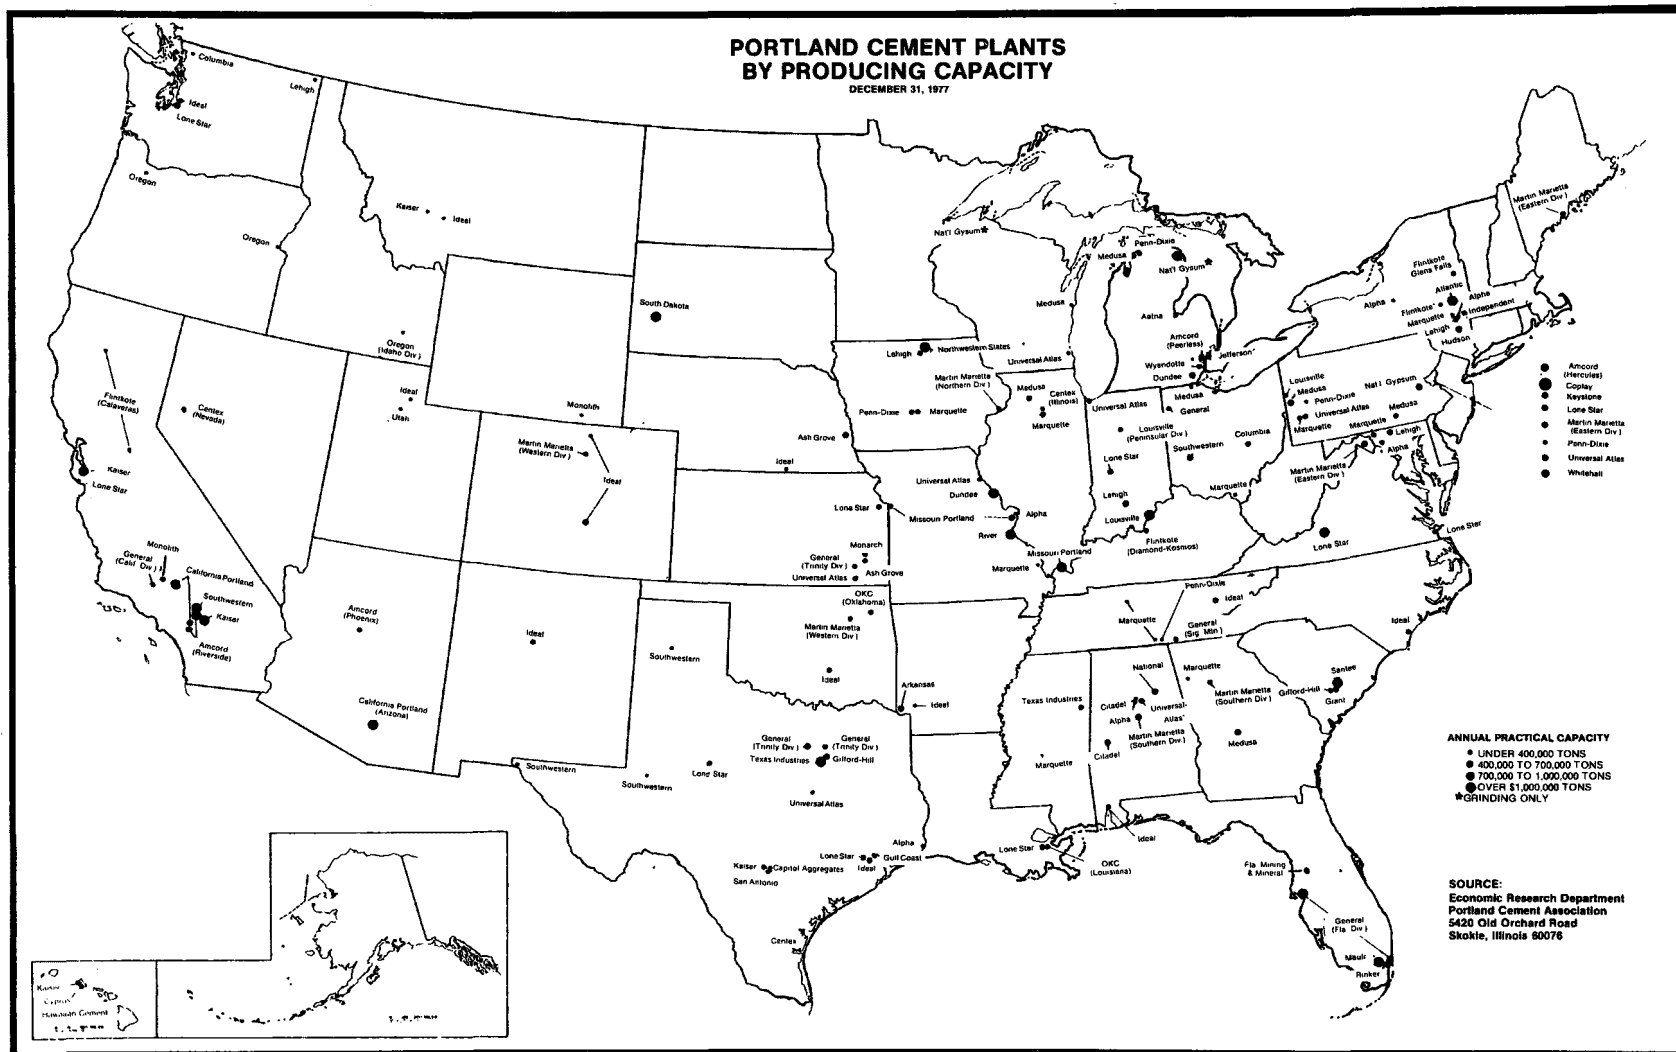 PORTLAND CEMENT PLANTS
BY PRODUCING CAPACITY
DECEMBER 31, 1977
Columbia
Lehigh
Ideal
Lone Star
Oregon
Oregon
Kaiser
Ideal
Oregon
(Idaho Div)
Flintkote
(Calaveras)
Centex
(Nevada)
Ideal
Utah
Kaiser
Lone Star
Monolith
General
(Calif Div)
California Portland
Southwestern
Kaiser
Amcord
(Riverside)
Amcord
(Phoenix)
California Portland
(Arizona)
Monolith
Martin Marietta
(Western Div)
Ideal
Ideal
South Dakota
Ash Grove
Ideal
Lone Star
Missouri Portland
Monarch
General
(Trinity Div)
Universal Atlas
Ash Grove
OKC
(Oklahoma)
Martin Marietta
(Western Div)
Ideal
Southwestern
Southwestern
Southwestern
Lone Star
General
(Trinity Div)
General
(Trinity Div)
Texas Industries
Gifford-Hill
Universal Atlas
Kaiser
Capitol Aggregates
San Antonio
Lone Star
Gulf Coast
Ideal
Alpha
Centex
Arkansas
Ideal
Lone Star
OKC
(Louisiana)
Nat'l Gysum*
Medusa
Lehigh
Northwestern States
Universal Atlas
Martin Marietta
(Northern Div)
Penn-Dixie
Marquette
Medusa
Centex
(Illinois)
Marquette
Universal Atlas
Dundee
Alpha
River
Missouri Portland
Marquette
Penn-Dixie
Medusa
Nat'l Gysum*
Aetna
Amcord
(Peerless)
Wyandotte
Jefferson
Dundee
Medusa
General
Universal Atlas
Louisville
(Peninsular Div)
Southwestern
Columbia
Lone Star
Lehigh
Louisville
Flintkote
(Diamond-Kosmos)
Marquette
Lone Star
Lone Star
Penn-Dixie
Ideal
Marquette
General
(Sig Mtn)
Ideal
Texas Industries
Marquette
National
Citadel
Universal
Atlas
Alpha
Martin Marietta
(Southern Div)
Citadel
Ideal
Marquette
Martin Marietta
(Southern Div)
Medusa
Santee
Gifford-Hill
Giant
Fla Mining
& Mineral
General
(Fla Div)
Maule
Rinker
Martin Marietta
(Eastern Div)
Flintkote
Glens Falls
Atlantic
Alpha
Alpha
Flintkote
Independent
Marquette
Lehigh
Hudson
Louisville
Medusa
Penn-Dixie
Nat'l Gypsum
Universal Atlas
Marquette
Medusa
Marquette
Lehigh
Alpha
Martin Marietta
(Eastern Div)
Amcord
(Hercules)
Coplay
Keystone
Lone Star
Martin Marietta
(Eastern Div)
Penn-Dixie
Universal Atlas
Whitehall
Kaiser
Cyprus
Hawaiian Cement
ANNUAL PRACTICAL CAPACITY
UNDER 400,000 TONS
400,000 TO 700,000 TONS
700,000 TO 1,000,000 TONS
OVER $1,000,000 TONS
*GRINDING ONLY
SOURCE:
Economic Research Department
Portland Cement Association
5420 Old Orchard Road
Skokie, Illinois 60076